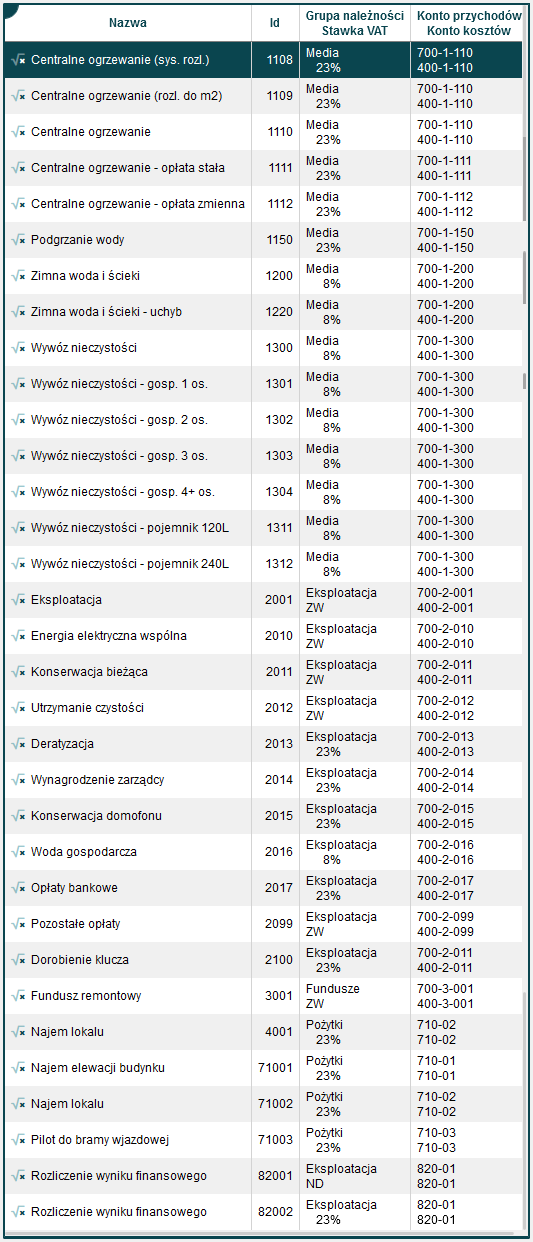 Nazwa Id Grupa należności Konto przychodów
Stawka VAT Konto kosztów
Centralne ogrzewanie (sys. rozl.) 1108 Media 700-1-110
23% 400-1-110
Centralne ogrzewanie (rozl. do m2) 1109 Media 700-1-110
23% 400-1-110
Centralne ogrzewanie 1110 Media 700-1-110
23% 400-1-110
Centralne ogrzewanie - opłata stała 1111 Media 700-1-111
23% 400-1-111
Centralne ogrzewanie - opłata zmienna 1112 Media 700-1-112
23% 400-1-112
Podgrzanie wody 1150 Media 700-1-150
23% 400-1-150
Zimna woda i ścieki 1200 Media 700-1-200
8% 400-1-200
Zimna woda i ścieki - uchyb 1220 Media 700-1-200
8% 400-1-200
Wywóz nieczystości 1300 Media 700-1-300
8% 400-1-300
Wywóz nieczystości - gosp. 1 os. 1301 Media 700-1-300
8% 400-1-300
Wywóz nieczystości - gosp. 2 os. 1302 Media 700-1-300
8% 400-1-300
Wywóz nieczystości - gosp. 3 os. 1303 Media 700-1-300
8% 400-1-300
Wywóz nieczystości - gosp. 4+ os. 1304 Media 700-1-300
8% 400-1-300
Wywóz nieczystości - pojemnik 120L 1311 Media 700-1-300
8% 400-1-300
Wywóz nieczystości - pojemnik 240L 1312 Media 700-1-300
8% 400-1-300
Eksploatacja 2001 Eksploatacja 700-2-001
ZW 400-2-001
Energia elektryczna wspólna 2010 Eksploatacja 700-2-010
ZW 400-2-010
Konserwacja bieżąca 2011 Eksploatacja 700-2-011
ZW 400-2-011
Utrzymanie czystości 2012 Eksploatacja 700-2-012
ZW 400-2-012
Deratyzacja 2013 Eksploatacja 700-2-013
23% 400-2-013
Wynagrodzenie zarządcy 2014 Eksploatacja 700-2-014
23% 400-2-014
Konserwacja domofonu 2015 Eksploatacja 700-2-015
23% 400-2-015
Woda gospodarcza 2016 Eksploatacja 700-2-016
8% 400-2-016
Opłaty bankowe 2017 Eksploatacja 700-2-017
23% 400-2-017
Pozostałe opłaty 2099 Eksploatacja 700-2-099
ZW 400-2-099
Dorobienie klucza 2100 Eksploatacja 700-2-011
23% 400-2-011
Fundusz remontowy 3001 Fundusze 700-3-001
ZW 400-3-001
Najem lokalu 4001 Pożytki 710-02
23% 710-02
Najem elewacji budynku 71001 Pożytki 710-01
23% 710-01
Najem lokalu 71002 Pożytki 710-02
23% 710-02
Pilot do bramy wjazdowej 71003 Pożytki 710-03
23% 710-03
Rozliczenie wyniku finansowego 82001 Eksploatacja 820-01
ND 820-01
Rozliczenie wyniku finansowego 82002 Eksploatacja 820-01
23% 820-01